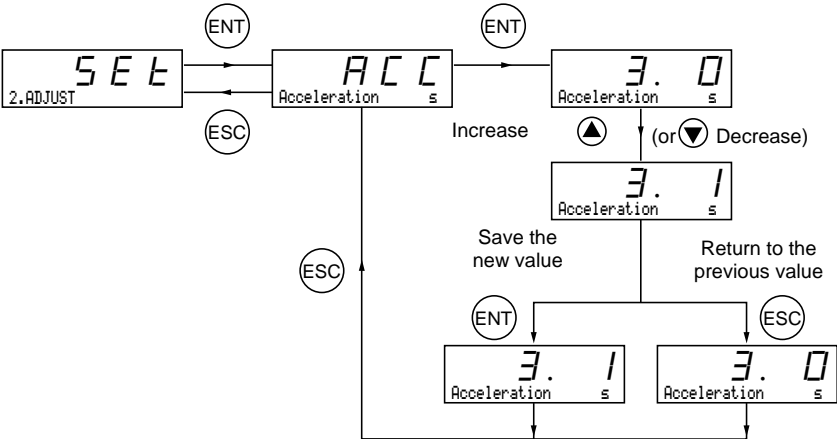 ENT
ENT
SEt
2.ADJUST
ACC
Acceleration s
3. 0
Acceleration s
ESC
Increase
(or Decrease)
3. 1
Acceleration s
Save the
new value
Return to the
previous value
ESC
ENT
ESC
3. 1
Acceleration s
3. 0
Acceleration s